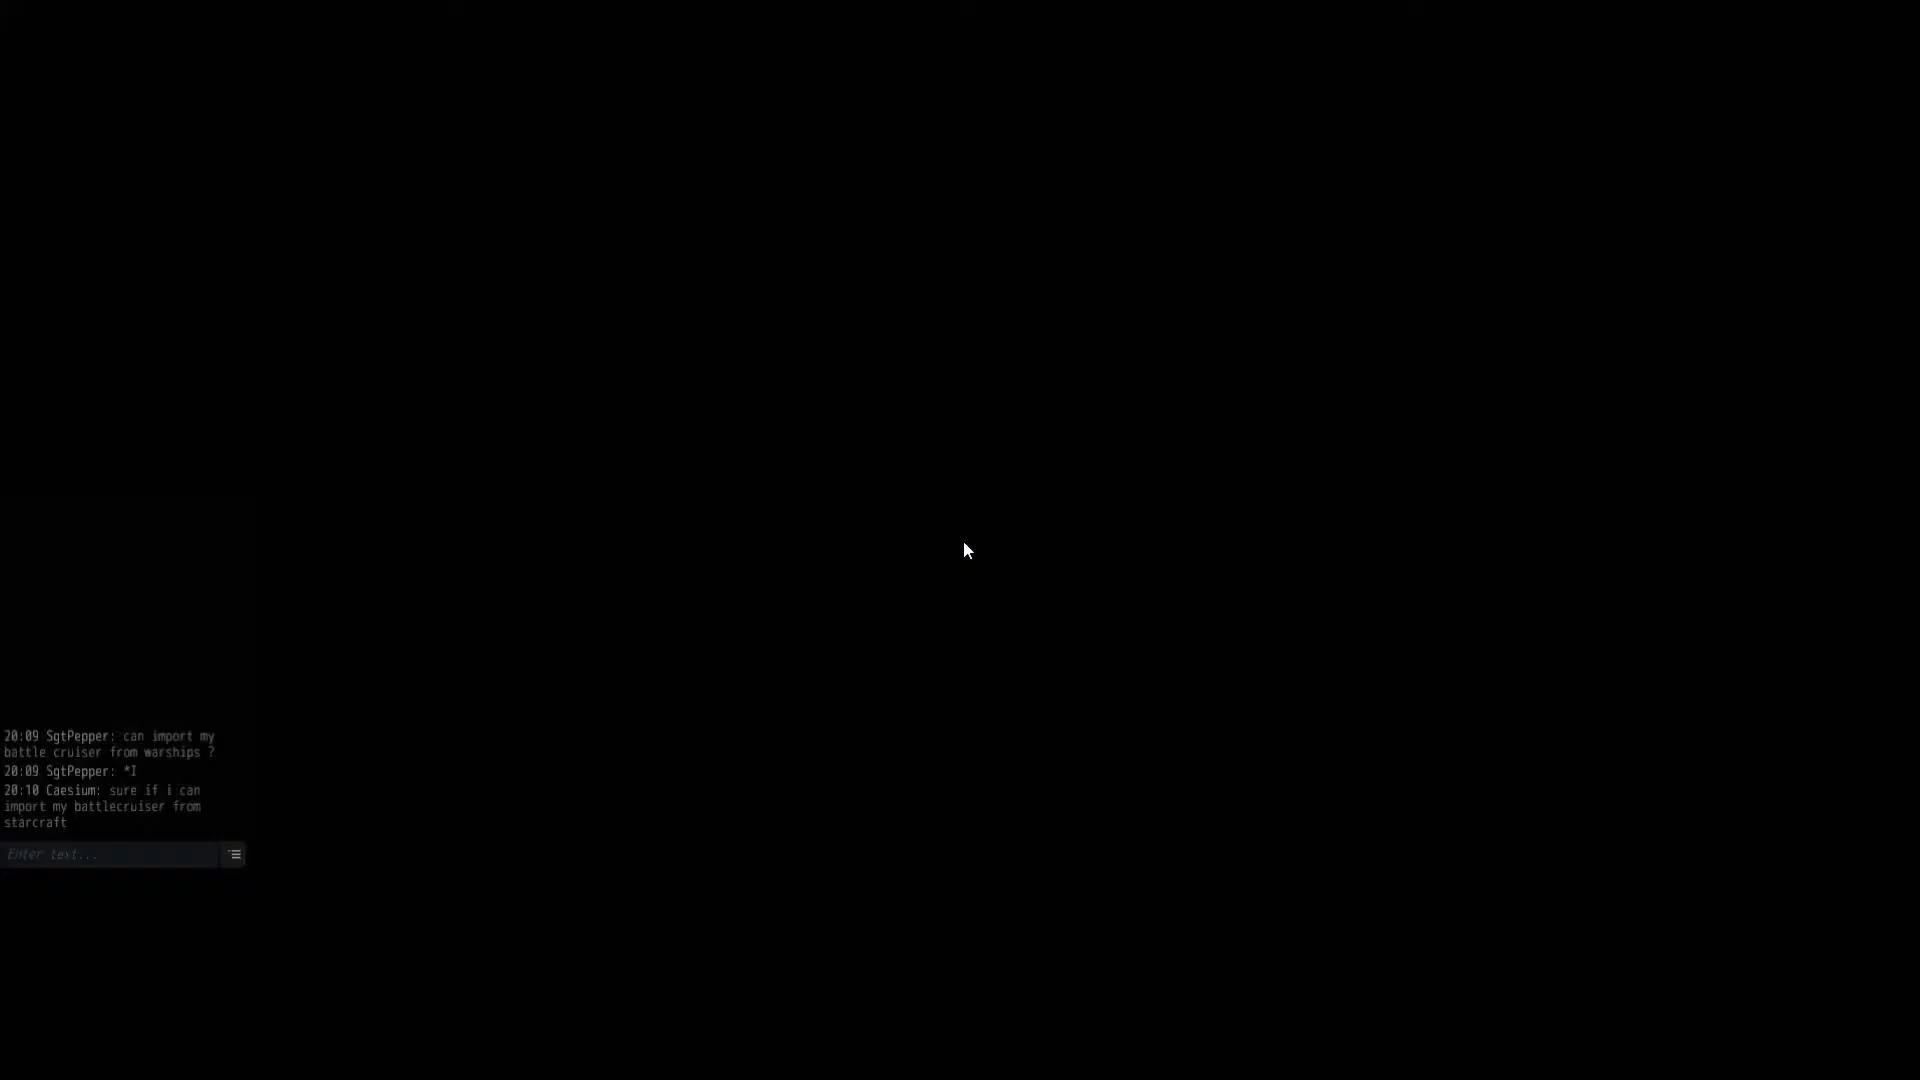 20:09 SgtPepper: can import my
battle cruiser from warships ?
20:09 SgtPepper: *I
20:10 Caesium: sure if i can
import my battlecruiser from
starcraft
Enter text...